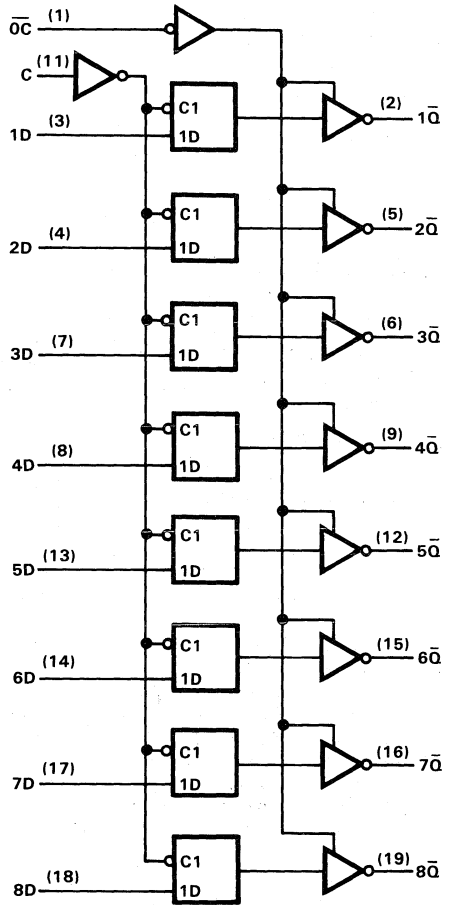 O̅C̅ (1)
C (11)
C1
1D (3) 1D (2) 1Q̅
C1
2D (4) 1D (5) 2Q̅
C1
3D (7) 1D (6) 3Q̅
C1
4D (8) 1D (9) 4Q̅
C1
5D (13) 1D (12) 5Q̅
C1
6D (14) 1D (15) 6Q̅
C1
7D (17) 1D (16) 7Q̅
C1
8D (18) 1D (19) 8Q̅